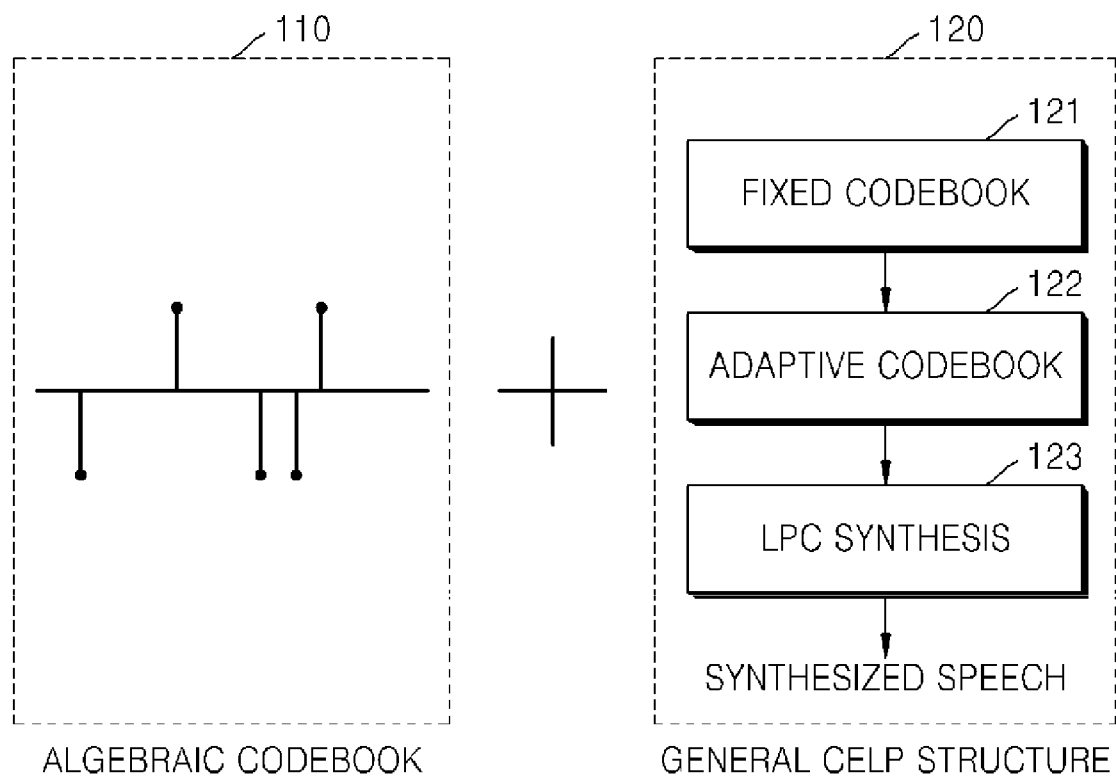 110
120
121
FIXED CODEBOOK
122
ADAPTIVE CODEBOOK
123
LPC SYNTHESIS
SYNTHESIZED SPEECH
ALGEBRAIC CODEBOOK
GENERAL CELP STRUCTURE